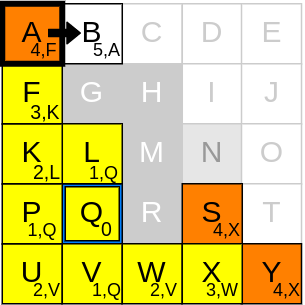 A B C D E
4,F 5,A
F G H I J
3,K
K L M N O
2,L 1,Q
P Q R S T
1,Q 0 4,X
U V W X Y
2,V 1,Q 2,V 3,W 4,X